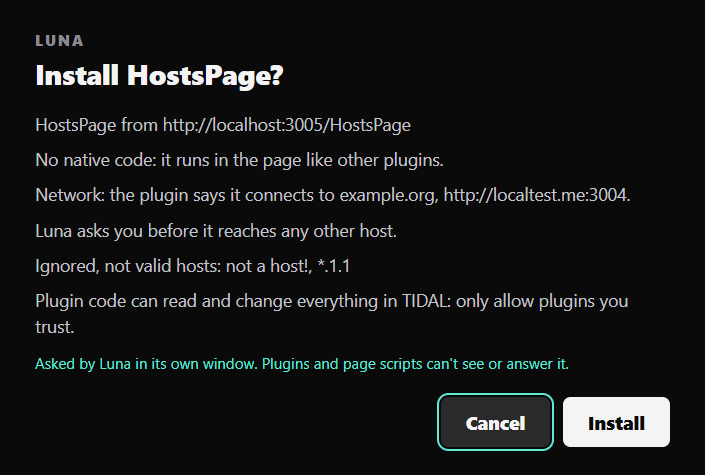 LUNA
Install HostsPage?
HostsPage from http://localhost:3005/HostsPage
No native code: it runs in the page like other plugins.
Network: the plugin says it connects to example.org, http://localtest.me:3004.
Luna asks you before it reaches any other host.
Ignored, not valid hosts: not a host!, *.1.1
Plugin code can read and change everything in TIDAL: only allow plugins you
trust.
Asked by Luna in its own window. Plugins and page scripts can't see or answer it.
Cancel
Install